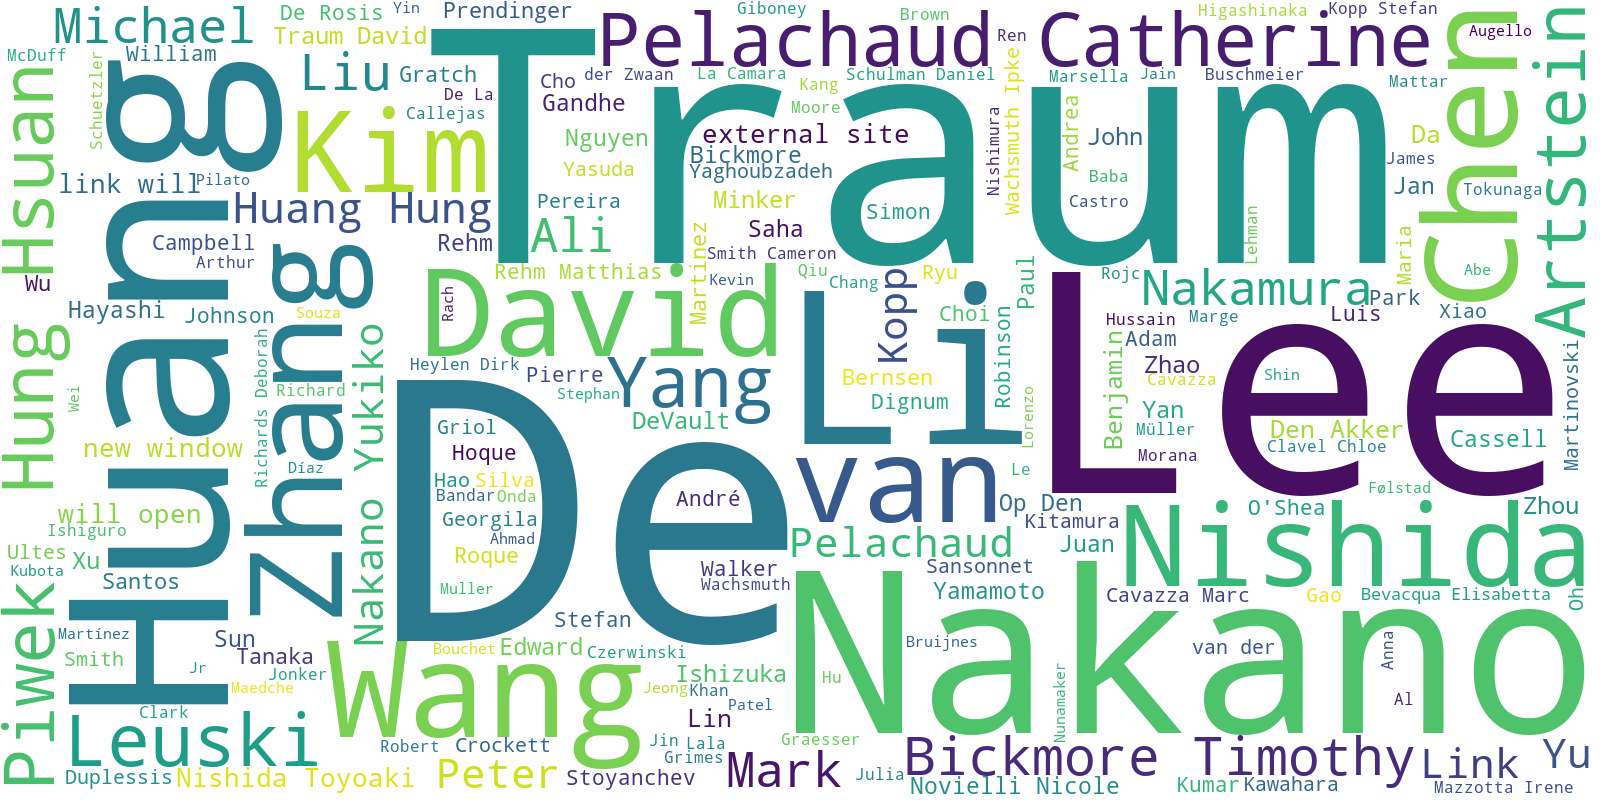 McDuff
Michael
De Rosis
Yin
Prendinger
Traum David
William
Giboney
Brown
Higashinaka
Kopp Stefan
Augello
Pelachaud Catherine
Ren
Traum
Hsuan
Schuetzler
Huang
Liu
Gratch
De La
Callejas
Cho
der Zwaan
La Camara
Schulman Daniel
Kang
Moore
Gandhe
Marsella
Jain
Buschmeier
Mattar
Chen
Artstein
Kim
Nguyen
Yasuda
external site
Bickmore
Yaghoubzadeh
Nishimura
Wachsmuth Ipke
Andrea
John
Baba
Castro
James
Jan
Tokunaga
link will
Pilato
Huang Hung
Pereira
Minker
Simon
Saha
Smith Cameron
Lehman
Maria
Campbell
Arthur
Rehm
Ali
Wu
Hayashi
Johnson
Souza
Zhang
Rehm Matthias
Martinez
Kevin
Qiu
Chang
Ryu
Choi
Paul
Rojc
Nakamura
Park
Abe
Xiao
Luis
Marge
Hussain
Adam
Rach
David
Kopp
Li
Lee
Robinson
Benjamin
Zhao
Cavazza
Shin
Hung
Wei
Richards Deborah
Richard
Nakano Yukiko
Heylen Dirk
Pierre
Stephan
Yang
Bernsen
Dignum
Lorenzo
Yan
Müller
Morana
Den Akker
Clavel Chloe
Cassell
Martinovski
new window
Díaz
Griol
Hoque
DeVault
De
van
Le
Hao
Silva
Bandar
Onda
Georgila
Ahmad
Roque
Muller
André
Op Den
Kitamura
Juan
Følstad
O'Shea
Zhou
will open
Ishiguro
Ultes
Kubota
Xu
Santos
Pelachaud
Nishida
Walker
Wachsmuth
Sansonnet
Yamamoto
Cavazza Marc
Gao
Bevacqua Elisabetta
Oh
Piwek
Martínez
Smith
Jr
Sun
Tanaka
Jonker
Maedche
Clark
Stefan
Wang
Bouchet
Edward
Czerwinski
Ishizuka
Jeong
Khan
Patel
Nakano
Bruijnes
Hu
Nunamaker
van der
Anna
Al
Leuski
Lin
Graesser
Robert
Crockett
Jin
Lala
Grimes
Duplessis
Nishida Toyoaki
Peter
Stoyanchev
Mark
Julia
Bickmore Timothy
Novielli Nicole
Kumar
Kawahara
Link
Yu
Mazzotta Irene